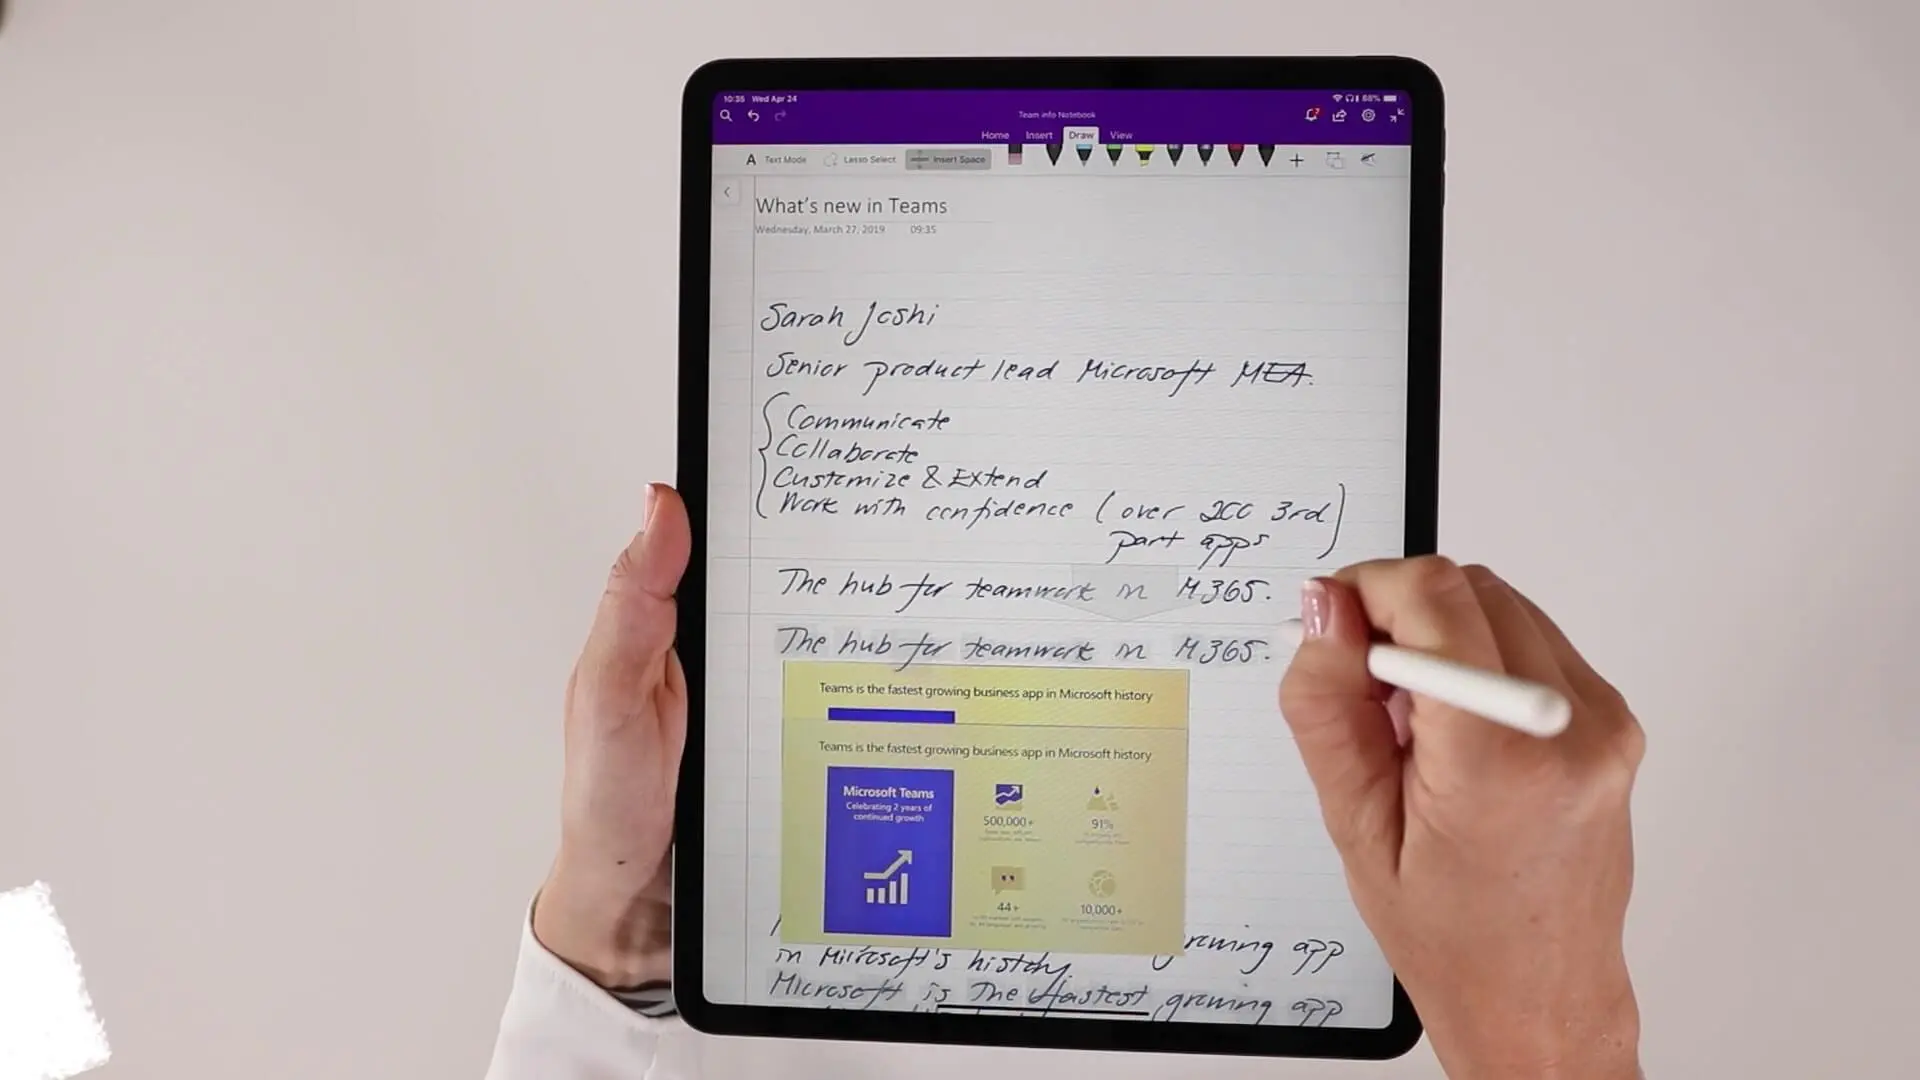 10:35 Wed Apr 24
68%
Team info Notebook
7
Home Insert Draw View
A Text Mode Lasso Select Insert Space
What's new in Teams
Wednesday, March 27, 2019 09:35
Sarah Joshi
Senior product lead Microsoft MEA.
Communicate
Collaborate
Customize & Extend
Work with confidence (over 200 3rd
part apps)
The hub for teamwork in M365.
The hub for teamwork in M365.
Teams is the fastest growing business app in Microsoft history
Teams is the fastest growing business app in Microsoft history
Microsoft Teams
Celebrating 2 years of
continued growth
500,000+
91%
44+
10,000+
growing app
in Microsoft's history
Microsoft is the fastest growing app